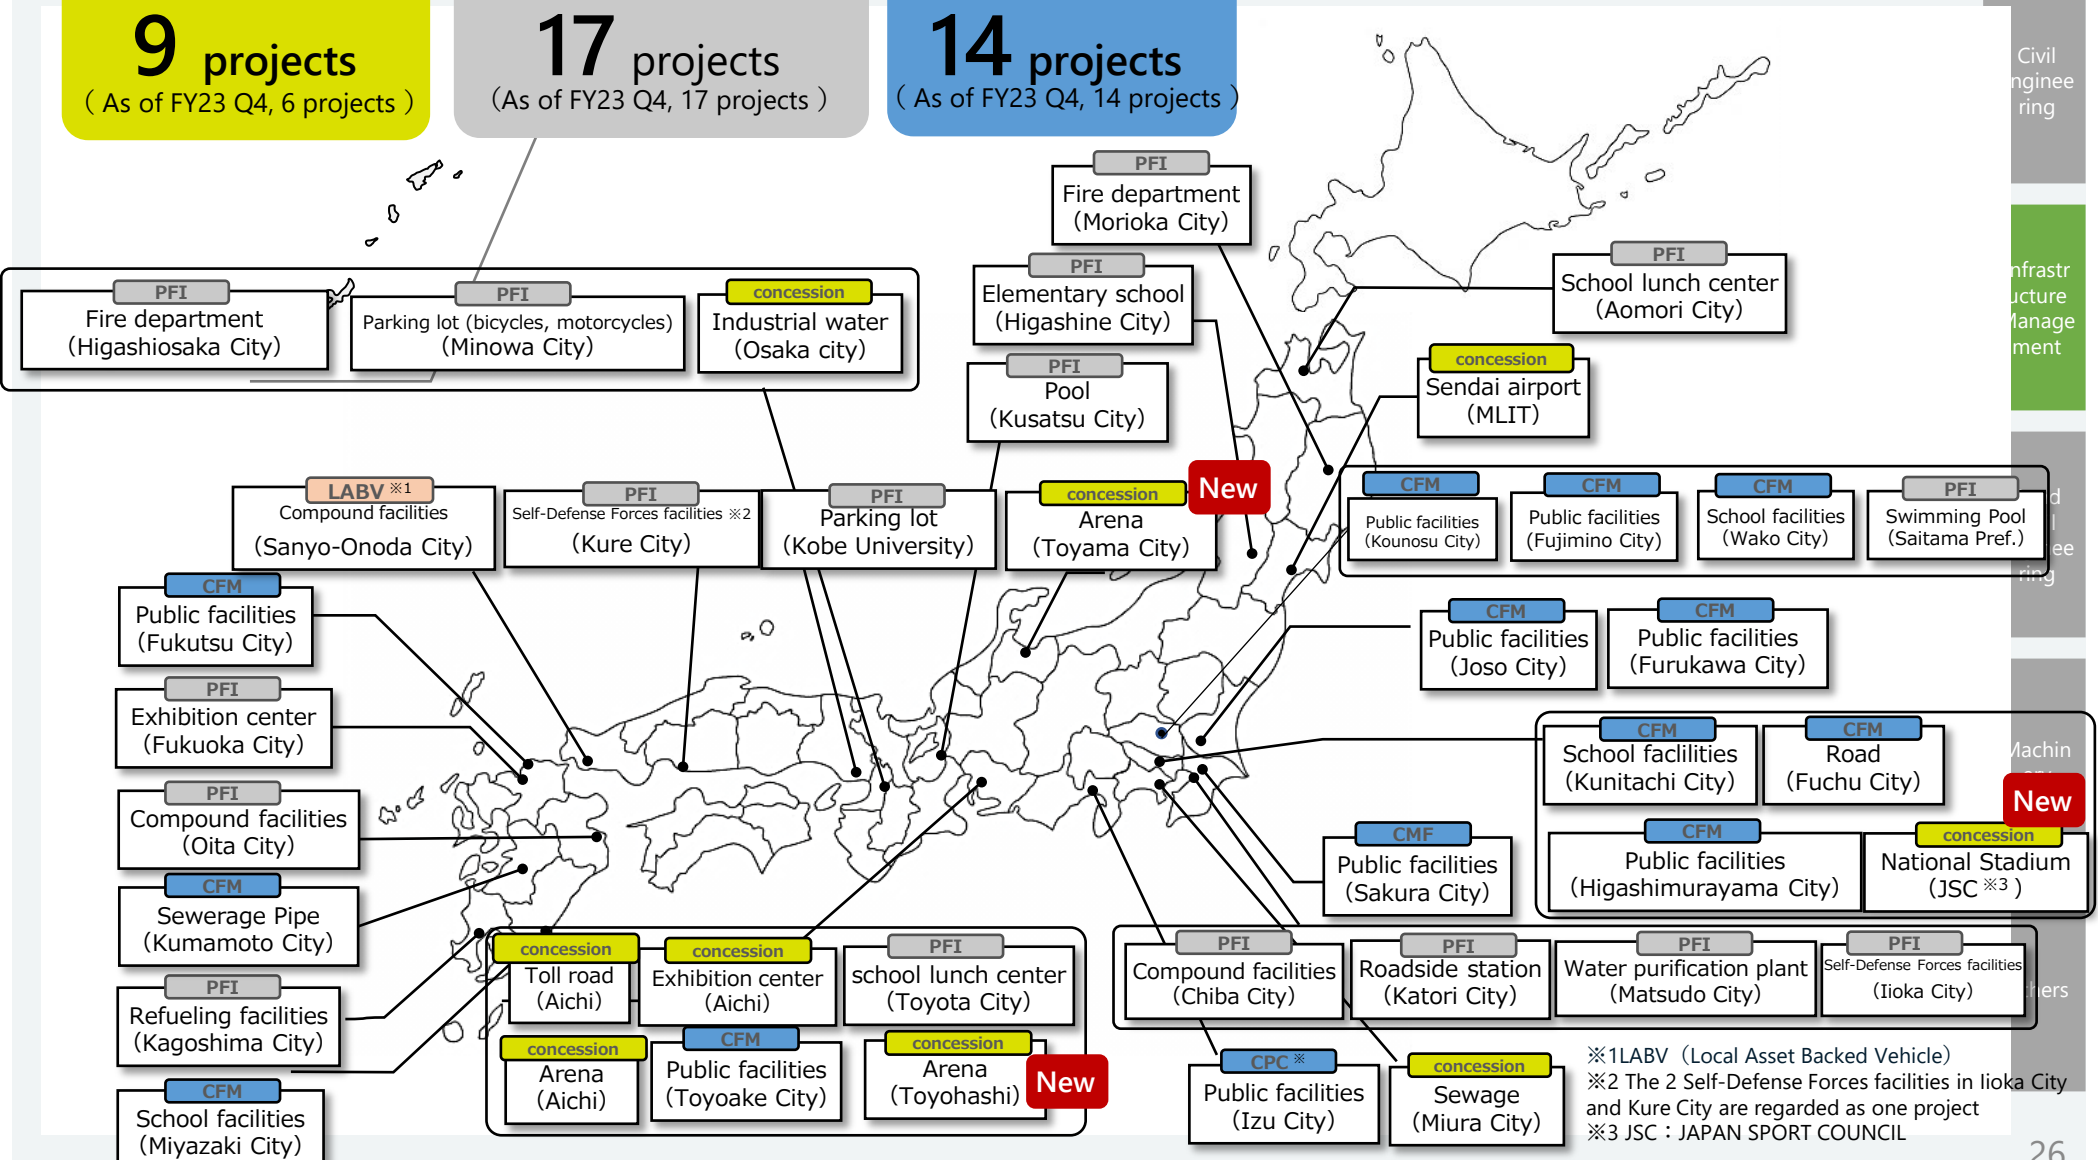 9 projects
( As of FY23 Q4, 6 projects )
17 projects
(As of FY23 Q4, 17 projects )
14 projects
( As of FY23 Q4, 14 projects )
Civil
nginee
ring
nfrastr
ucture
Manage
ment
PFI
Fire department
(Morioka City)
PFI
School lunch center
(Aomori City)
PFI
Elementary school
(Higashine City)
PFI
Fire department
(Higashiosaka City)
PFI
Parking lot (bicycles, motorcycles)
(Minowa City)
concession
Industrial water
(Osaka city)
PFI
Pool
(Kusatsu City)
concession
Sendai airport
(MLIT)
LABV ※1
Compound facilities
(Sanyo-Onoda City)
PFI
Self-Defense Forces facilities ※2
(Kure City)
PFI
Parking lot
(Kobe University)
concession
Arena
(Toyama City)
New
CFM
Public facilities
(Kounosu City)
CFM
Public facilities
(Fujimino City)
CFM
School facilities
(Wako City)
PFI
Swimming Pool
(Saitama Pref.)
d
l
ee
ring
CFM
Public facilities
(Fukutsu City)
CFM
Public facilities
(Joso City)
CFM
Public facilities
(Furukawa City)
PFI
Exhibition center
(Fukuoka City)
CFM
School faclilities
(Kunitachi City)
CFM
Road
(Fuchu City)
Machin
New
PFI
Compound facilities
(Oita City)
CMF
Public facilities
(Sakura City)
CFM
Public facilities
(Higashimurayama City)
concession
National Stadium
(JSC ※3 )
CFM
Sewerage Pipe
(Kumamoto City)
concession
Toll road
(Aichi)
concession
Exhibition center
(Aichi)
PFI
school lunch center
(Toyota City)
PFI
Compound facilities
(Chiba City)
PFI
Roadside station
(Katori City)
PFI
Water purification plant
(Matsudo City)
PFI
Self-Defense Forces facilities
(Iioka City)
hers
PFI
Refueling facilities
(Kagoshima City)
concession
Arena
(Aichi)
CFM
Public facilities
(Toyoake City)
concession
Arena
(Toyohashi)
New
CPC ※
Public facilities
(Izu City)
concession
Sewage
(Miura City)
CFM
School facilities
(Miyazaki City)
※1LABV（Local Asset Backed Vehicle）
※2 The 2 Self-Defense Forces facilities in Iioka City
and Kure City are regarded as one project
※3 JSC：JAPAN SPORT COUNCIL
26